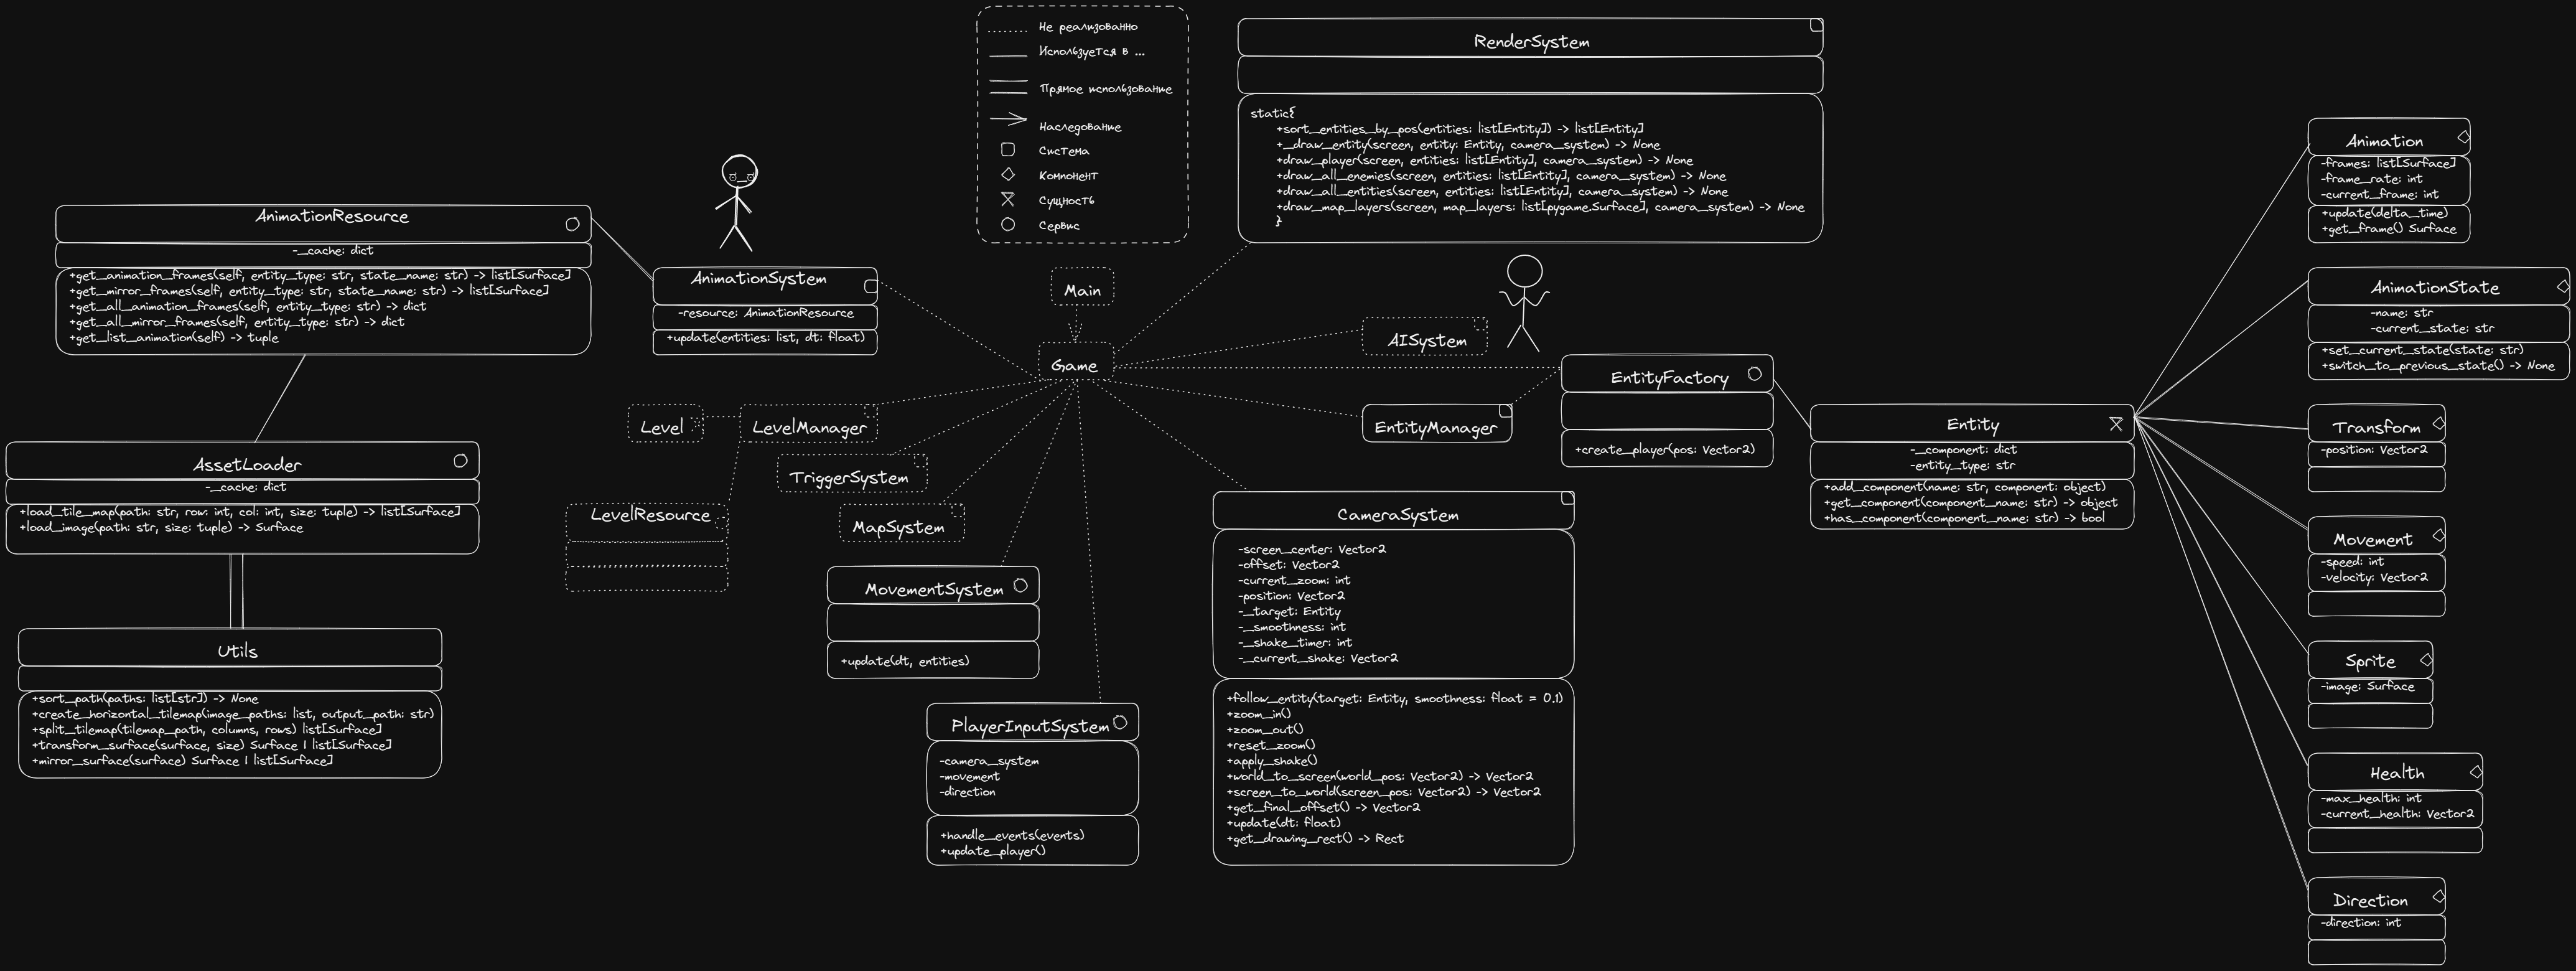 Не реализованно
Используется в ...
Прямое использование
Наследование
Система
Компонент
Сущность
Сервис
RenderSystem
static{
+sort_entities_by_pos(entities: list[Entity]) -> list[Entity]
+_draw_entity(screen, entity: Entity, camera_system) -> None
+draw_player(screen, entities: list[Entity], camera_system) -> None
+draw_all_enemies(screen, entities: list[Entity], camera_system) -> None
+draw_all_entities(screen, entities: list[Entity], camera_system) -> None
+draw_map_layers(screen, map_layers: list[pygame.Surface], camera_system) -> None
}
AnimationResource
-__cache: dict
+get_animation_frames(self, entity_type: str, state_name: str) -> list[Surface]
+get_mirror_frames(self, entity_type: str, state_name: str) -> list[Surface]
+get_all_animation_frames(self, entity_type: str) -> dict
+get_all_mirror_frames(self, entity_type: str) -> dict
+get_list_animation(self) -> tuple
AnimationSystem
-resource: AnimationResource
+update(entities: list, dt: float)
Main
Game
AISystem
EntityManager
EntityFactory
+create_player(pos: Vector2)
Entity
-__component: dict
-entity_type: str
+add_component(name: str, component: object)
+get_component(component_name: str) -> object
+has_component(component_name: str) -> bool
Level
LevelManager
LevelResource
TriggerSystem
MapSystem
MovementSystem
+update(dt, entities)
PlayerInputSystem
-camera_system
-movement
-direction
+handle_events(events)
+update_player()
CameraSystem
-screen_center: Vector2
-offset: Vector2
-current_zoom: int
-position: Vector2
-__target: Entity
-__smoothness: int
-__shake_timer: int
-__current_shake: Vector2
+follow_entity(target: Entity, smoothness: float = 0.1)
+zoom_in()
+zoom_out()
+reset_zoom()
+apply_shake()
+world_to_screen(world_pos: Vector2) -> Vector2
+screen_to_world(screen_pos: Vector2) -> Vector2
+get_final_offset() -> Vector2
+update(dt: float)
+get_drawing_rect() -> Rect
AssetLoader
-__cache: dict
+load_tile_map(path: str, row: int, col: int, size: tuple) -> list[Surface]
+load_image(path: str, size: tuple) -> Surface
Utils
+sort_path(paths: list[str]) -> None
+create_horizontal_tilemap(image_paths: list, output_path: str)
+split_tilemap(tilemap_path, columns, rows) list[Surface]
+transform_surface(surface, size) Surface | list[Surface]
+mirror_surface(surface) Surface | list[Surface]
Animation
-frames: list[Surface]
-frame_rate: int
-current_frame: int
+update(delta_time)
+get_frame() Surface
AnimationState
-name: str
-current_state: str
+set_current_state(state: str)
+switch_to_previous_state() -> None
Transform
-position: Vector2
Movement
-speed: int
-velocity: Vector2
Sprite
-image: Surface
Health
-max_health: int
-current_health: Vector2
Direction
-direction: int